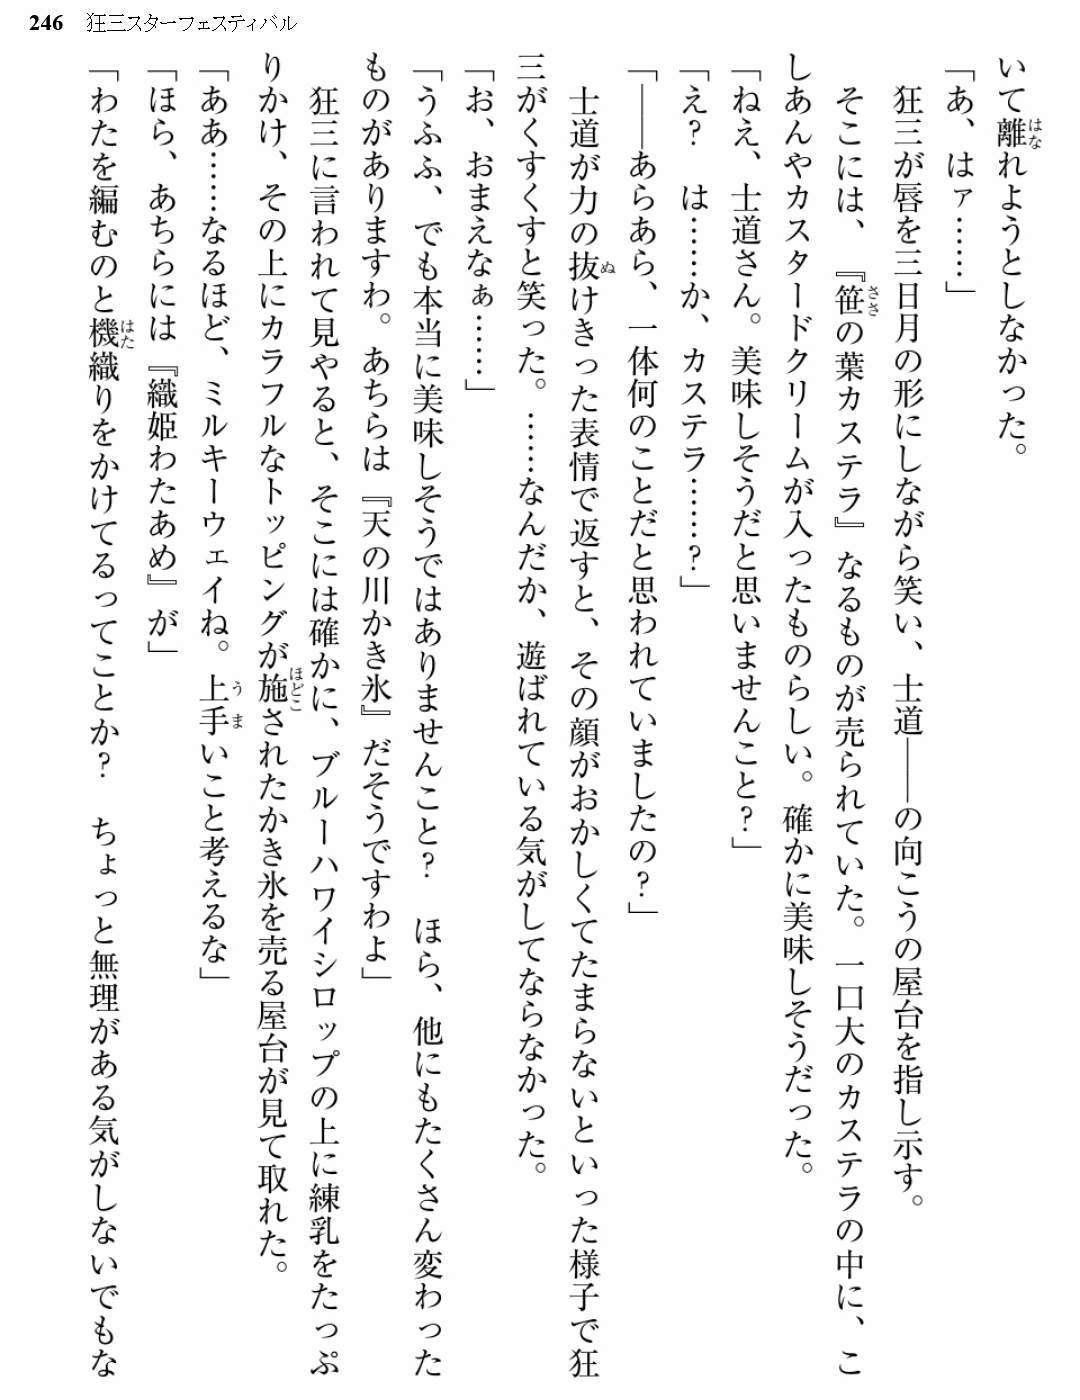 246 狂三スターフェスティバル
いて離れようとしなかった。
「あ、はァ……」
狂三が唇を三日月の形にしながら笑い、士道――の向こうの屋台を指し示す。
そこには、『笹の葉カステラ』なるものが売られていた。一口大のカステラの中に、こ
しあんやカスタードクリームが入ったものらしい。確かに美味しそうだった。
「ねえ、士道さん。美味しそうだと思いませんこと？」
「え？　は……か、カステラ……？」
「――あらあら、一体何のことだと思われていましたの？」
士道が力の抜けきった表情で返すと、その顔がおかしくてたまらないといった様子で狂
三がくすくすと笑った。……なんだか、遊ばれている気がしてならなかった。
「お、おまえなぁ……」
「うふふ、でも本当に美味しそうではありませんこと？　ほら、他にもたくさん変わった
ものがありますわ。あちらは『天の川かき氷』だそうですわよ」
狂三に言われて見やると、そこには確かに、ブルーハワイシロップの上に練乳をたっぷ
りかけ、その上にカラフルなトッピングが施されたかき氷を売る屋台が見て取れた。
「ああ……なるほど、ミルキーウェイね。上手いこと考えるな」
「ほら、あちらには『織姫わたあめ』が」
「わたを編むのと機織りをかけてるってことか？　ちょっと無理がある気がしないでもな